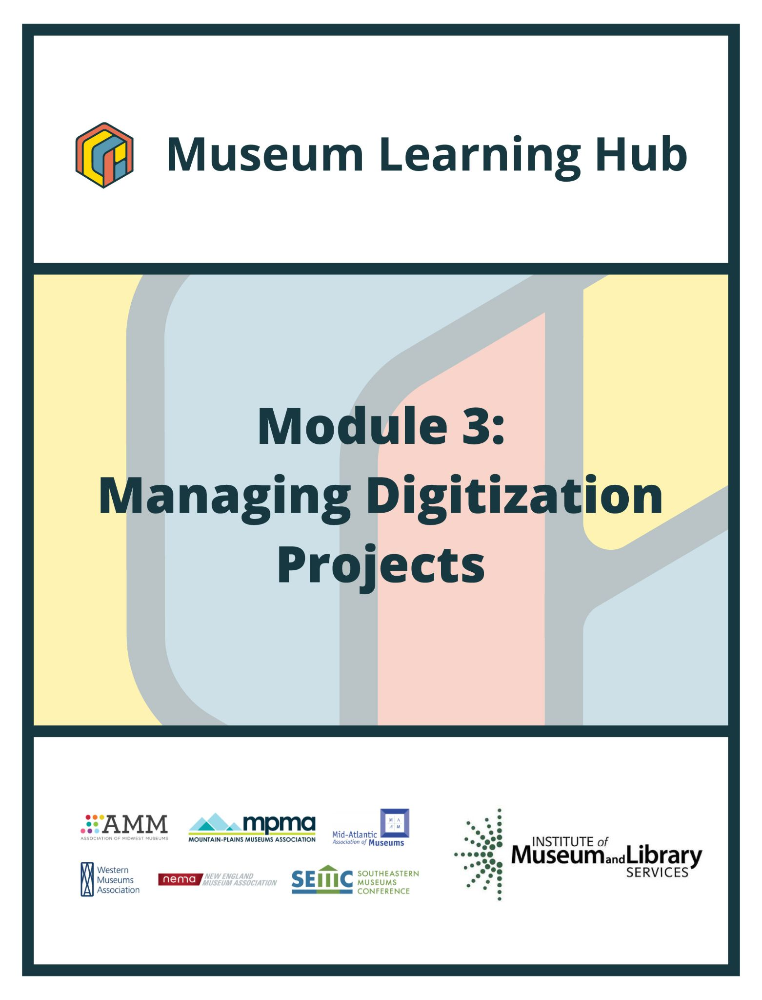 Museum Learning Hub
Module 3:
Managing Digitization
Projects
AMM
ASSOCIATION OF MIDWEST MUSEUMS
mpma
MOUNTAIN-PLAINS MUSEUMS ASSOCIATION
M A
A M
Mid-Atlantic
Association of Museums
Western
Museums
Association
nema
NEW ENGLAND
MUSEUM ASSOCIATION
SEMC
SOUTHEASTERN
MUSEUMS
CONFERENCE
INSTITUTE of
Museum and Library
SERVICES